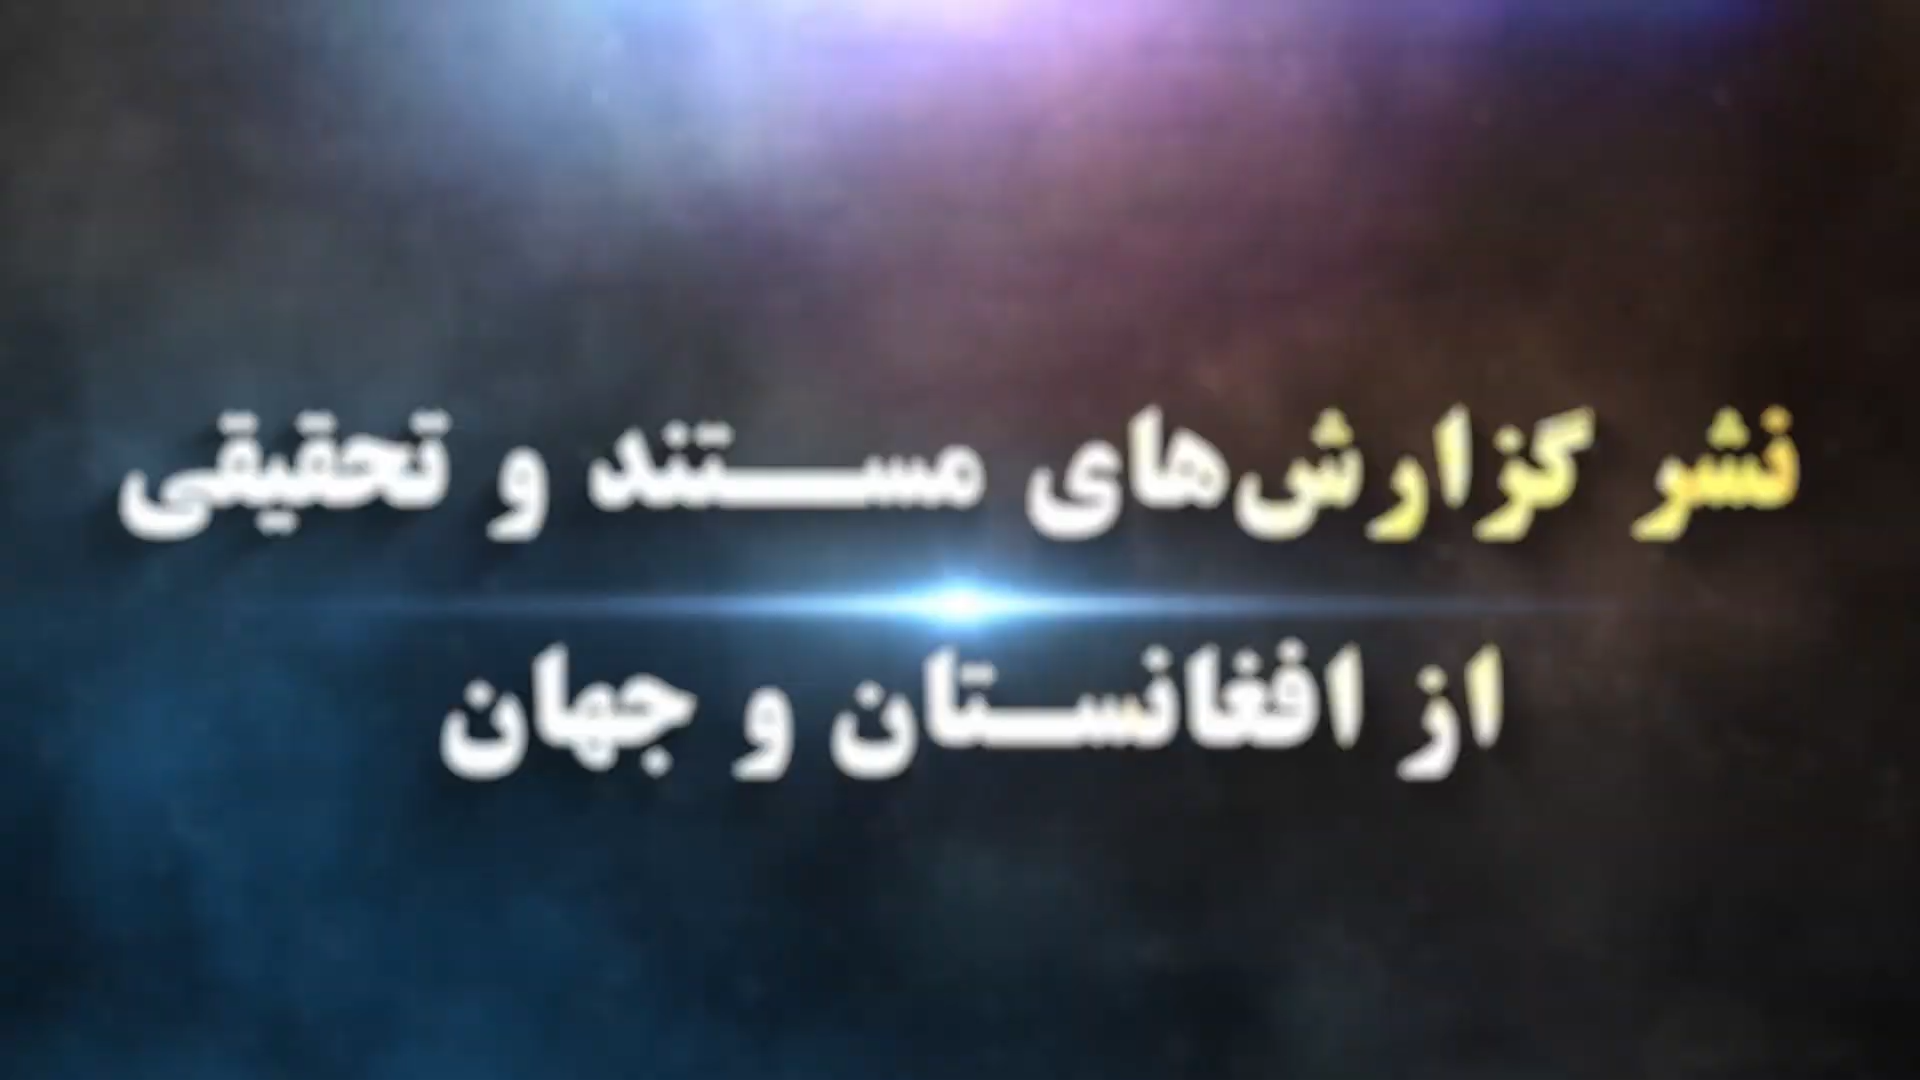 نشر گزارش‌های مستند و تحقیقی
از افغانستان و جهان